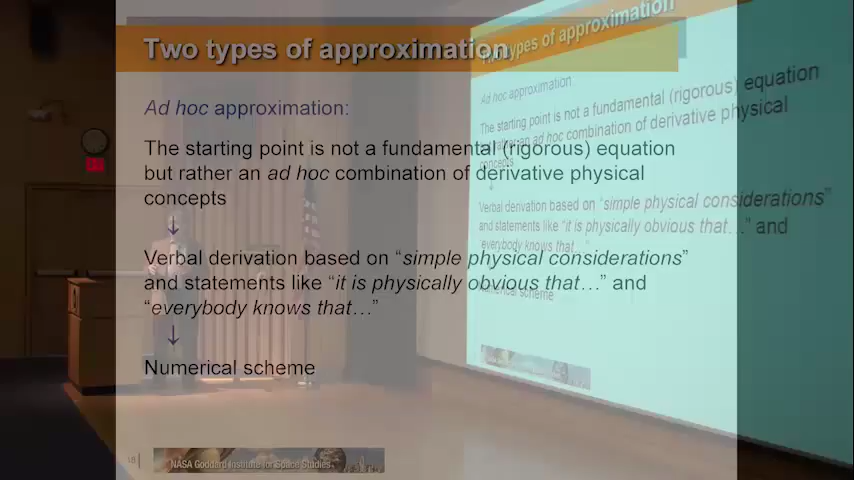 Two types of approximation
Ad hoc approximation:
The starting point is not a fundamental (rigorous) equation
but rather an ad hoc combination of derivative physical
concepts
↓
Verbal derivation based on “simple physical considerations”
and statements like “it is physically obvious that…” and
“everybody knows that…”
↓
Numerical scheme
18
NASA Goddard Institute for Space Studies
Two types of approximation
Ad hoc approximation
The starting point is not a fundamental (rigorous) equation
but rather an ad hoc combination of derivative physical
concepts
↓
Verbal derivation based on “simple physical considerations”
and statements like “it is physically obvious that…” and
“everybody knows that…”
Numerical scheme